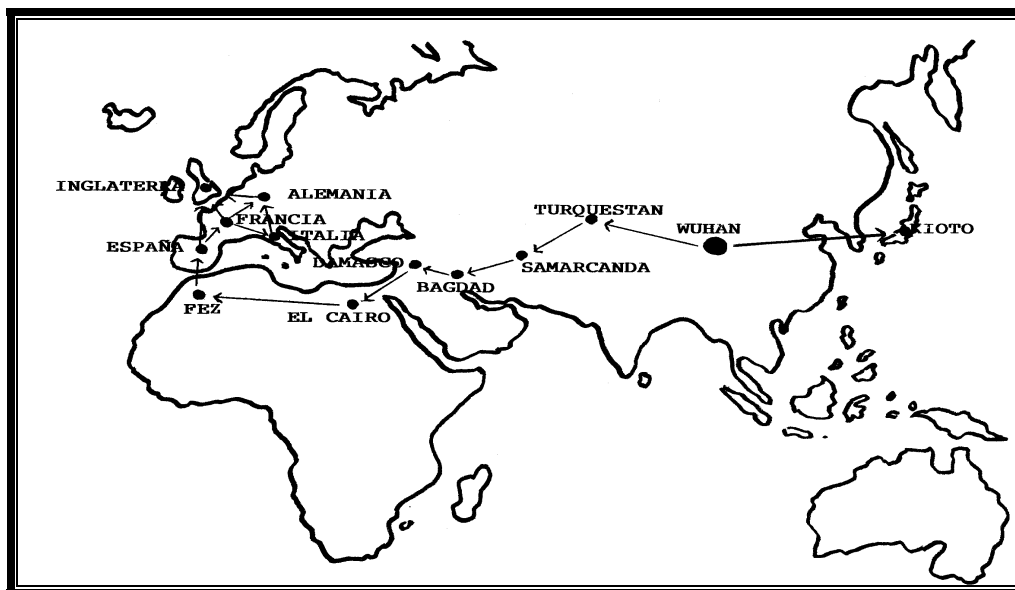 INGLATERRA
ALEMANIA
FRANCIA
ITALIA
ESPAÑA
TURQUESTAN
WUHAN
KIOTO
DAMASCO
SAMARCANDA
BAGDAD
FEZ
EL CAIRO